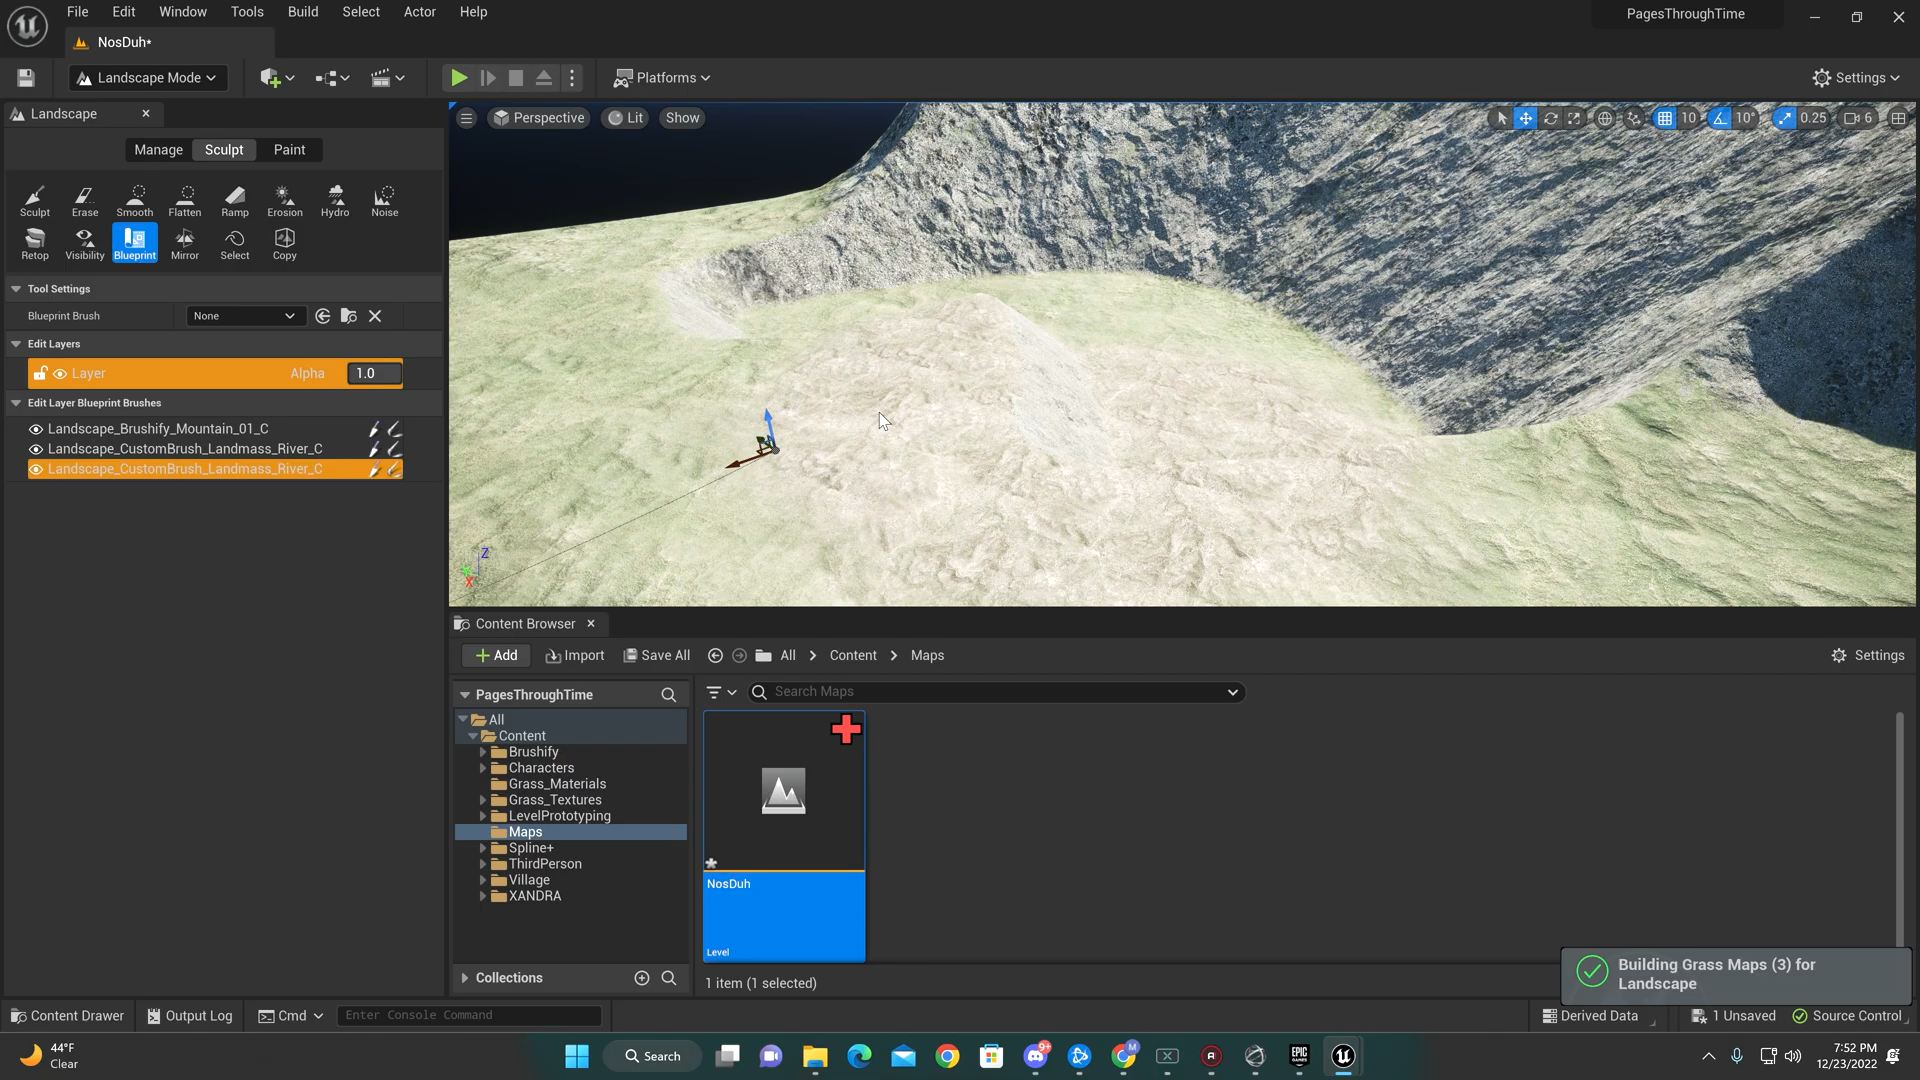 File Edit Window Tools Build Select Actor Help
PagesThroughTime
NosDuh*
Landscape Mode
Platforms
Settings
Landscape
Perspective
Lit
Show
10
10°
0.25
6
Manage
Sculpt
Paint
Sculpt Erase Smooth Flatten Ramp Erosion Hydro Noise
Retop Visibility Blueprint Mirror Select Copy
Tool Settings
Blueprint Brush
None
Edit Layers
Layer
Alpha
1.0
Edit Layer Blueprint Brushes
Landscape_Brushify_Mountain_01_C
Landscape_CustomBrush_Landmass_River_C
Landscape_CustomBrush_Landmass_River_C
Z
X
Content Browser
Add
Import
Save All
All
Content
Maps
Settings
PagesThroughTime
Search Maps
All
Content
Brushify
Characters
Grass_Materials
Grass_Textures
LevelPrototyping
Maps
Spline+
ThirdPerson
Village
XANDRA
NosDuh
Level
Collections
1 item (1 selected)
Building Grass Maps (3) for
Landscape
Content Drawer
Output Log
Cmd
Enter Console Command
Derived Data
1 Unsaved
Source Control
44°F
Clear
Search
9+
M
EPIC
GAMES
7:52 PM
12/23/2022